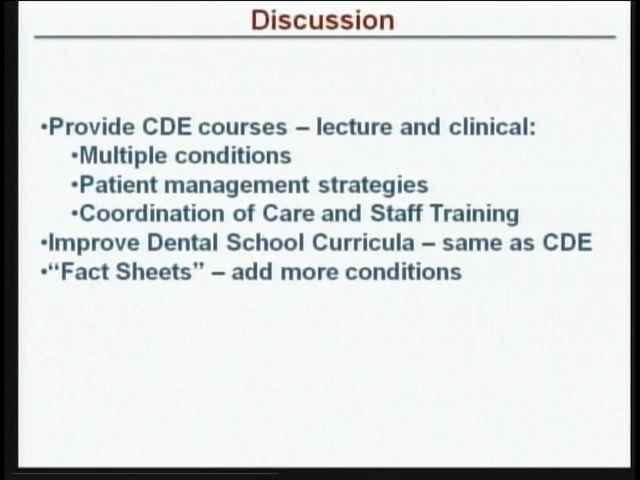 Discussion
•Provide CDE courses – lecture and clinical:
•Multiple conditions
•Patient management strategies
•Coordination of Care and Staff Training
•Improve Dental School Curricula – same as CDE
•“Fact Sheets” – add more conditions